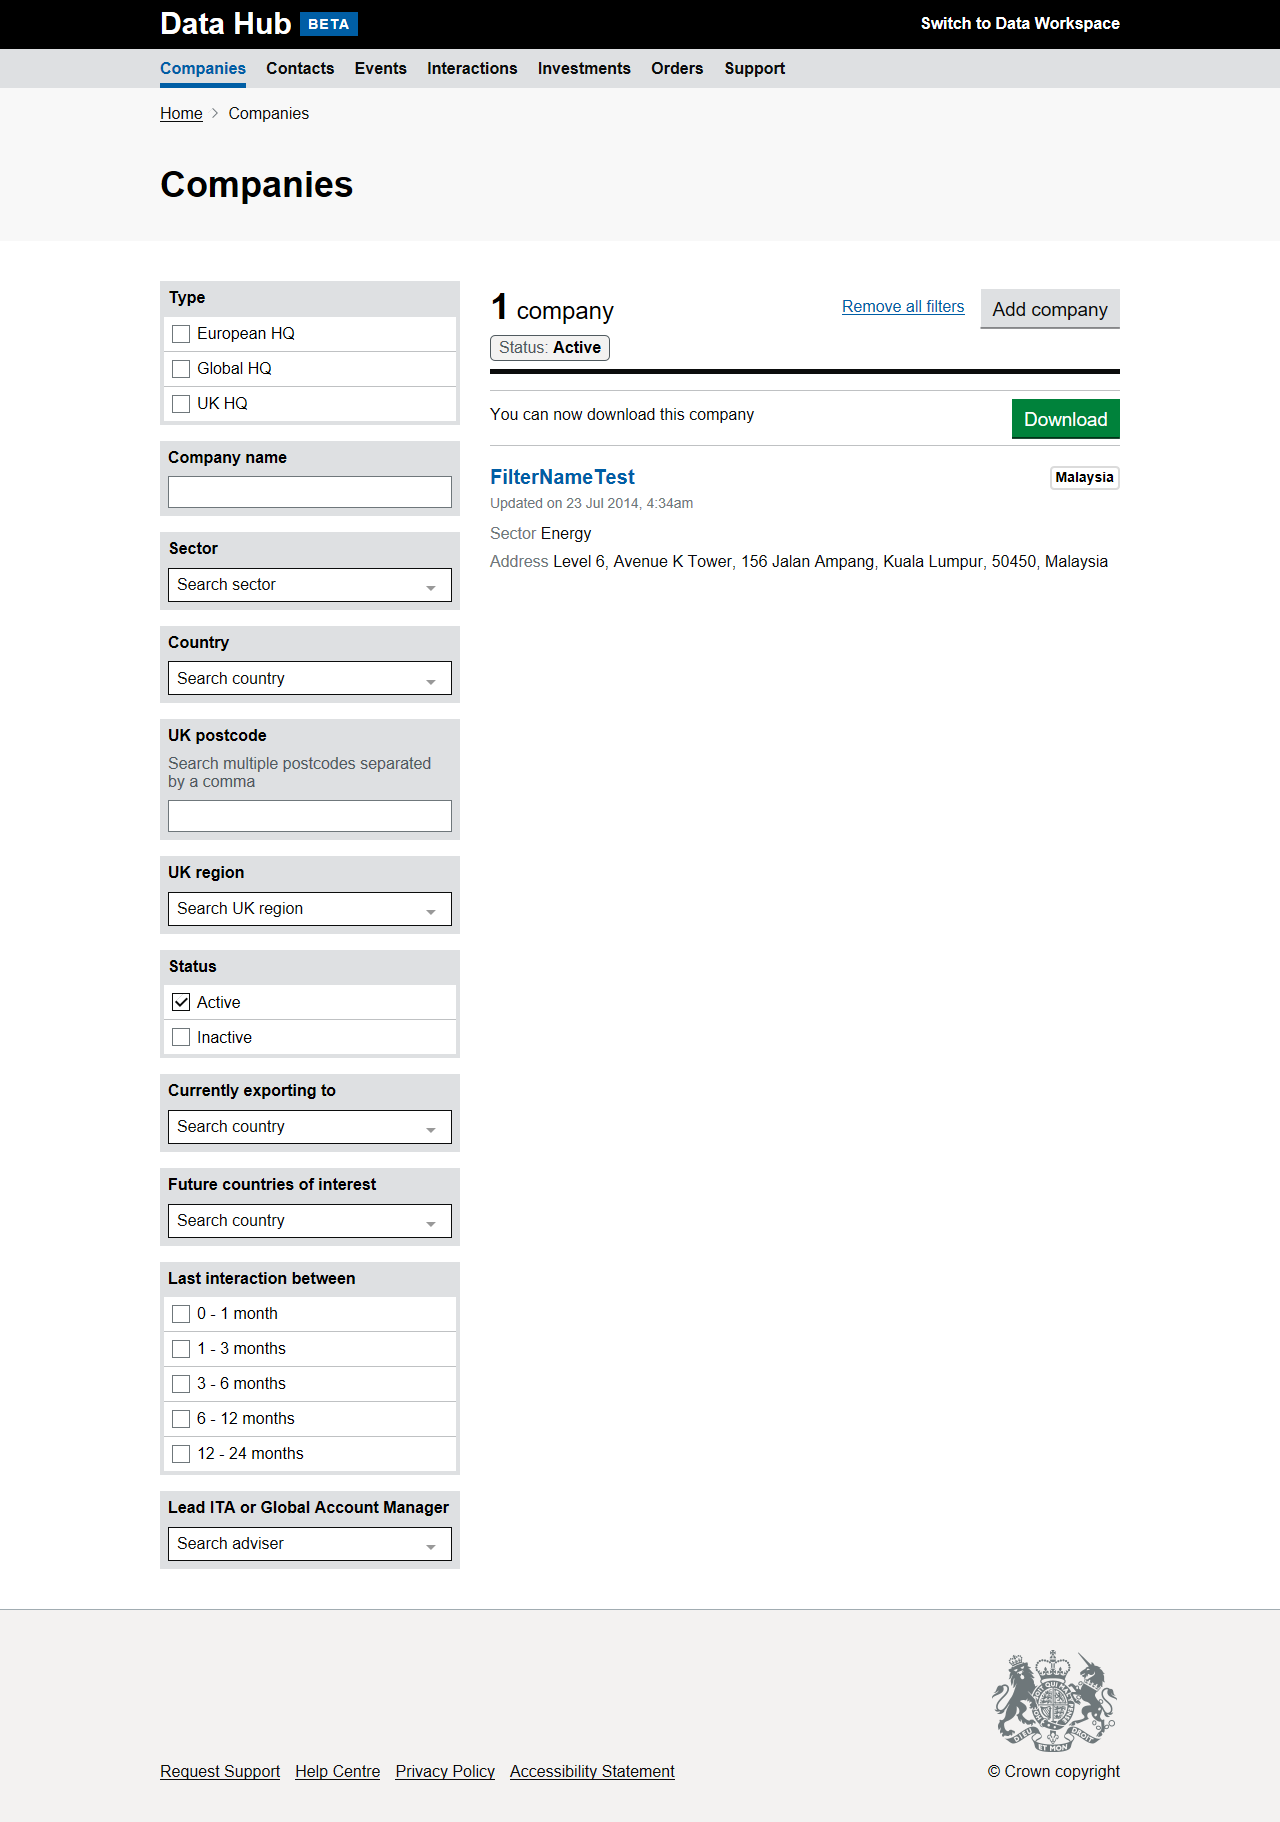 Data Hub BETA
Switch to Data Workspace
Companies Contacts Events Interactions Investments Orders Support
Home Companies
Companies
Type
European HQ
Global HQ
UK HQ
Company name
Sector
Search sector
Country
Search country
UK postcode
Search multiple postcodes separated
by a comma
UK region
Search UK region
Status
Active
Inactive
Currently exporting to
Search country
Future countries of interest
Search country
Last interaction between
0 - 1 month
1 - 3 months
3 - 6 months
6 - 12 months
12 - 24 months
Lead ITA or Global Account Manager
Search adviser
1 company
Remove all filters
Add company
Status: Active
You can now download this company
Download
FilterNameTest
Malaysia
Updated on 23 Jul 2014, 4:34am
Sector Energy
Address Level 6, Avenue K Tower, 156 Jalan Ampang, Kuala Lumpur, 50450, Malaysia
DIEU ET MON DROIT
Request Support Help Centre Privacy Policy Accessibility Statement
© Crown copyright